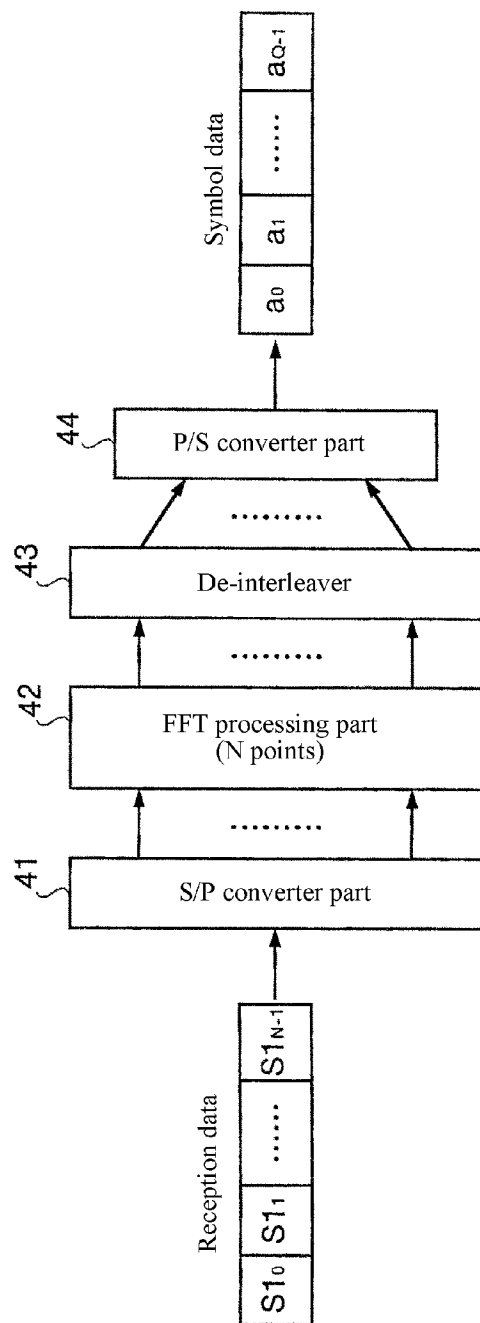 Reception data
S1₀ S1₁ ...... S1N-1
41
S/P converter part
.........
42
FFT processing part
(N points)
.........
43
De-interleaver
.........
44
P/S converter part
Symbol data
a₀ a₁ ...... aQ-1